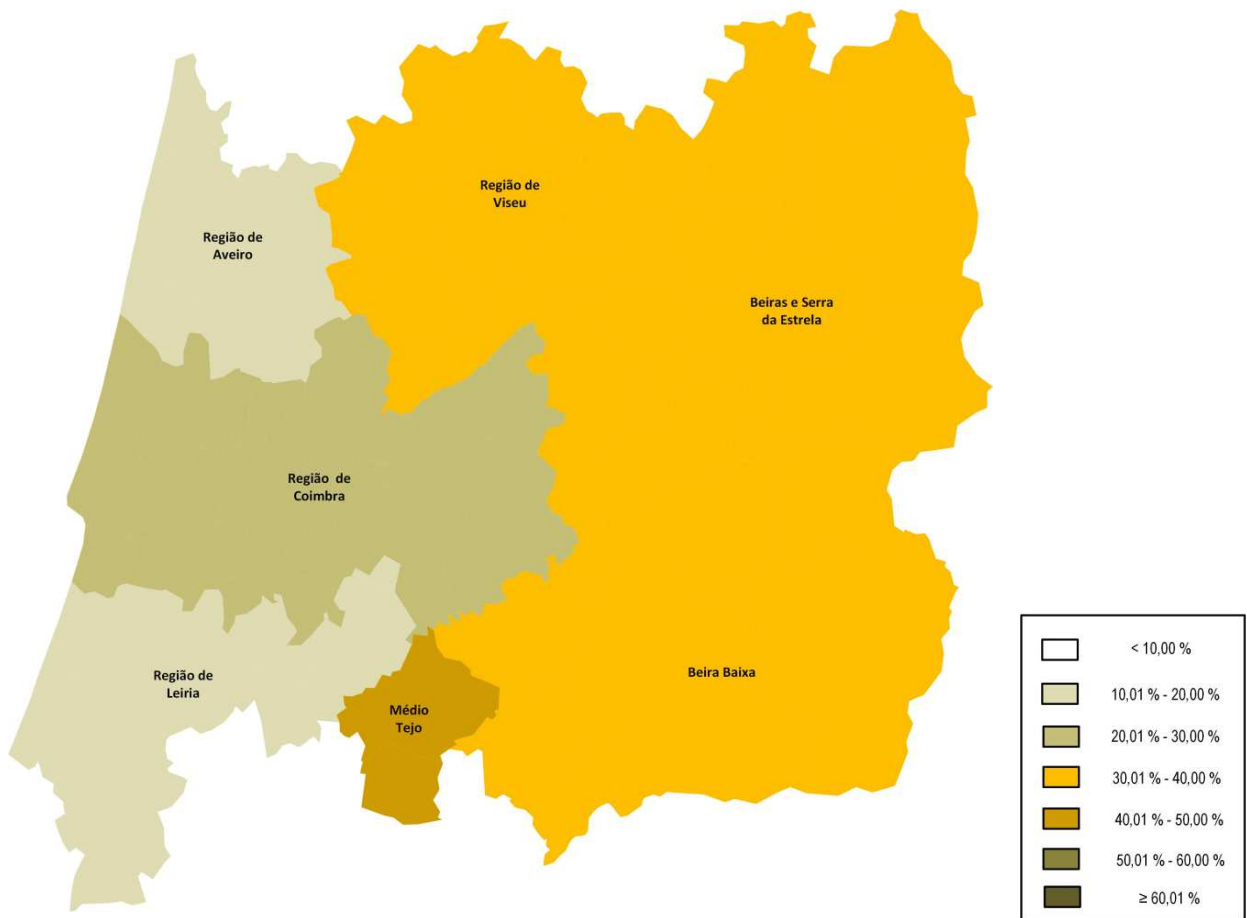 Região de
Viseu
Região de
Aveiro
Beiras e Serra
da Estrela
Região de
Coimbra
Região de
Leiria
Beira Baixa
Médio
Tejo
< 10,00 %
10,01 % - 20,00 %
20,01 % - 30,00 %
30,01 % - 40,00 %
40,01 % - 50,00 %
50,01 % - 60,00 %
≥ 60,01 %